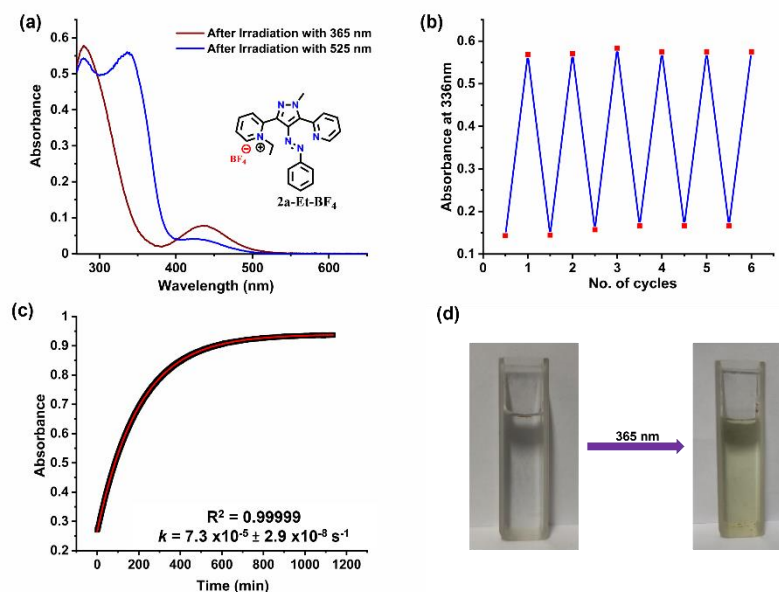 (a)
After Irradiation with 365 nm
After Irradiation with 525 nm
Absorbance
0.6
0.5
0.4
0.3
0.2
0.1
0
300 400 500 600
Wavelength (nm)
N
N
N
N
N
N
⊕
⊖
BF4
2a-Et-BF4
(b)
Absorbance at 336nm
0.6
0.5
0.4
0.3
0.2
0.1
0 1 2 3 4 5 6
No. of cycles
(c)
Absorbance
1
0.9
0.8
0.7
0.6
0.5
0.4
0.3
0.2
R2 = 0.99999
k = 7.3 x10-5 ± 2.9 x10-8 s-1
0 200 400 600 800 1000 1200
Time (min)
(d)
365 nm